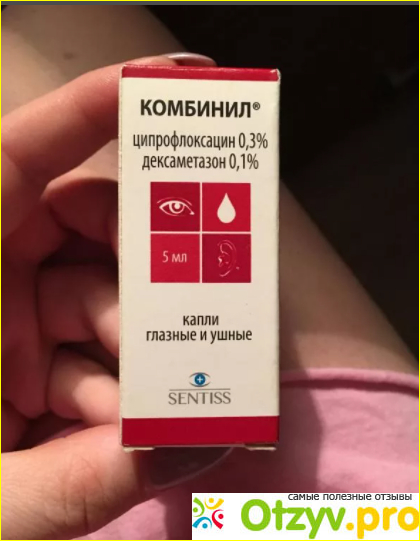 КОМБИНИЛ®
ципрофлоксацин 0,3%
дексаметазон 0,1%
5 мл
капли
глазные и ушные
SENTISS
самые полезные отзывы
Otzyv.pro